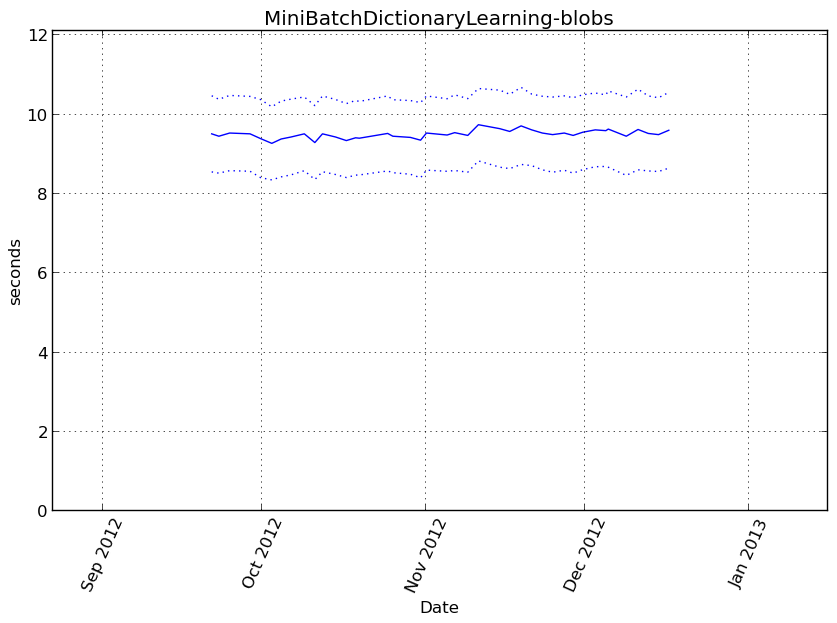 MiniBatchDictionaryLearning-blobs
12
10
8
6
4
2
0
seconds
Sep 2012
Oct 2012
Nov 2012
Dec 2012
Jan 2013
Date